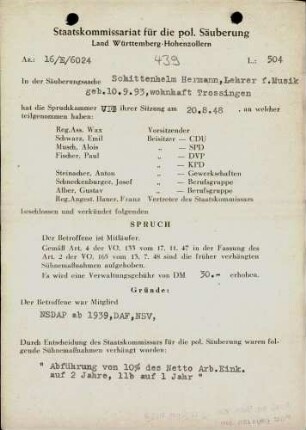 Staatskommissariat für die pol. Säuberung
Land Württemberg-Hohenzollern
Az.: 16/E/6024 439 L: 504
In der Säuberungssache Schittenhelm Hermann, Lehrer f.Musik
geb.10.9.93, wohnhaft Trossingen
hat die Spruchkammer VIII ihrer Sitzung am 20.8.48 , an welcher
teilgenommen haben:
Reg.Ass. Wax Vorsitzender
Schwarz, Emil Beisitzer — CDU
Musch, Alois „ — SPD
Fischer, Paul „ — DVP
„ — KPD
Steinacher, Anton „ — Gewerkschaften
Schneckenburger, Josef „ — Berufsgruppe
Alber, Gustav „ — Berufsgruppe
Reg.Angest. Haner, Franz Vertreter des Staatskommissars
beschlossen und verkündet folgenden
SPRUCH
Der Betroffene ist Mitläufer.
Gemäß Art. 4 der VO. 133 vom 17. 11. 47 in der Fassung des
Art. 2 der VO. 165 vom 13. 7. 48 sind die früher verhängten
Sühnemaßnahmen aufgehoben.
Es wird eine Verwaltungsgebühr von DM 30.- erhoben.
Gründe:
Der Betroffene war Mitglied
NSDAP ab 1939,DAF,NSV,
Durch Entscheidung des Staatskommissars für die pol. Säuberung waren fol-
gende Sühnemaßnahmen verhängt worden:
" Abführung von 10% des Netto Arb.Eink.
auf 2 Jahre, 11b auf 1 Jahr "